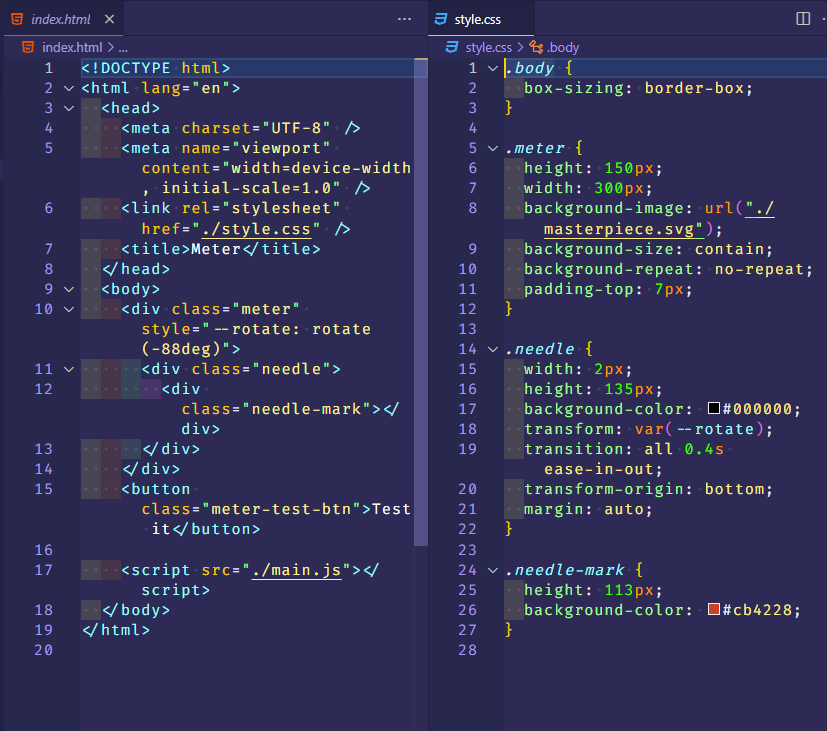 index.html
index.html > ...
1 <!DOCTYPE html>
2 <html lang="en">
3 <head>
4 <meta charset="UTF-8" />
5 <meta name="viewport"
content="width=device-width
, initial-scale=1.0" />
6 <link rel="stylesheet"
href="./style.css" />
7 <title>Meter</title>
8 </head>
9 <body>
10 <div class="meter"
style="--rotate: rotate
(-88deg)">
11 <div class="needle">
12 <div
class="needle-mark"></
div>
13 </div>
14 </div>
15 <button
class="meter-test-btn">Test
it</button>
16
17 <script src="./main.js"></
script>
18 </body>
19 </html>
20
style.css
style.css > .body
1 .body {
2 box-sizing: border-box;
3 }
4
5 .meter {
6 height: 150px;
7 width: 300px;
8 background-image: url("./
masterpiece.svg");
9 background-size: contain;
10 background-repeat: no-repeat;
11 padding-top: 7px;
12 }
13
14 .needle {
15 width: 2px;
16 height: 135px;
17 background-color: #000000;
18 transform: var(--rotate);
19 transition: all 0.4s
ease-in-out;
20 transform-origin: bottom;
21 margin: auto;
22 }
23
24 .needle-mark {
25 height: 113px;
26 background-color: #cb4228;
27 }
28